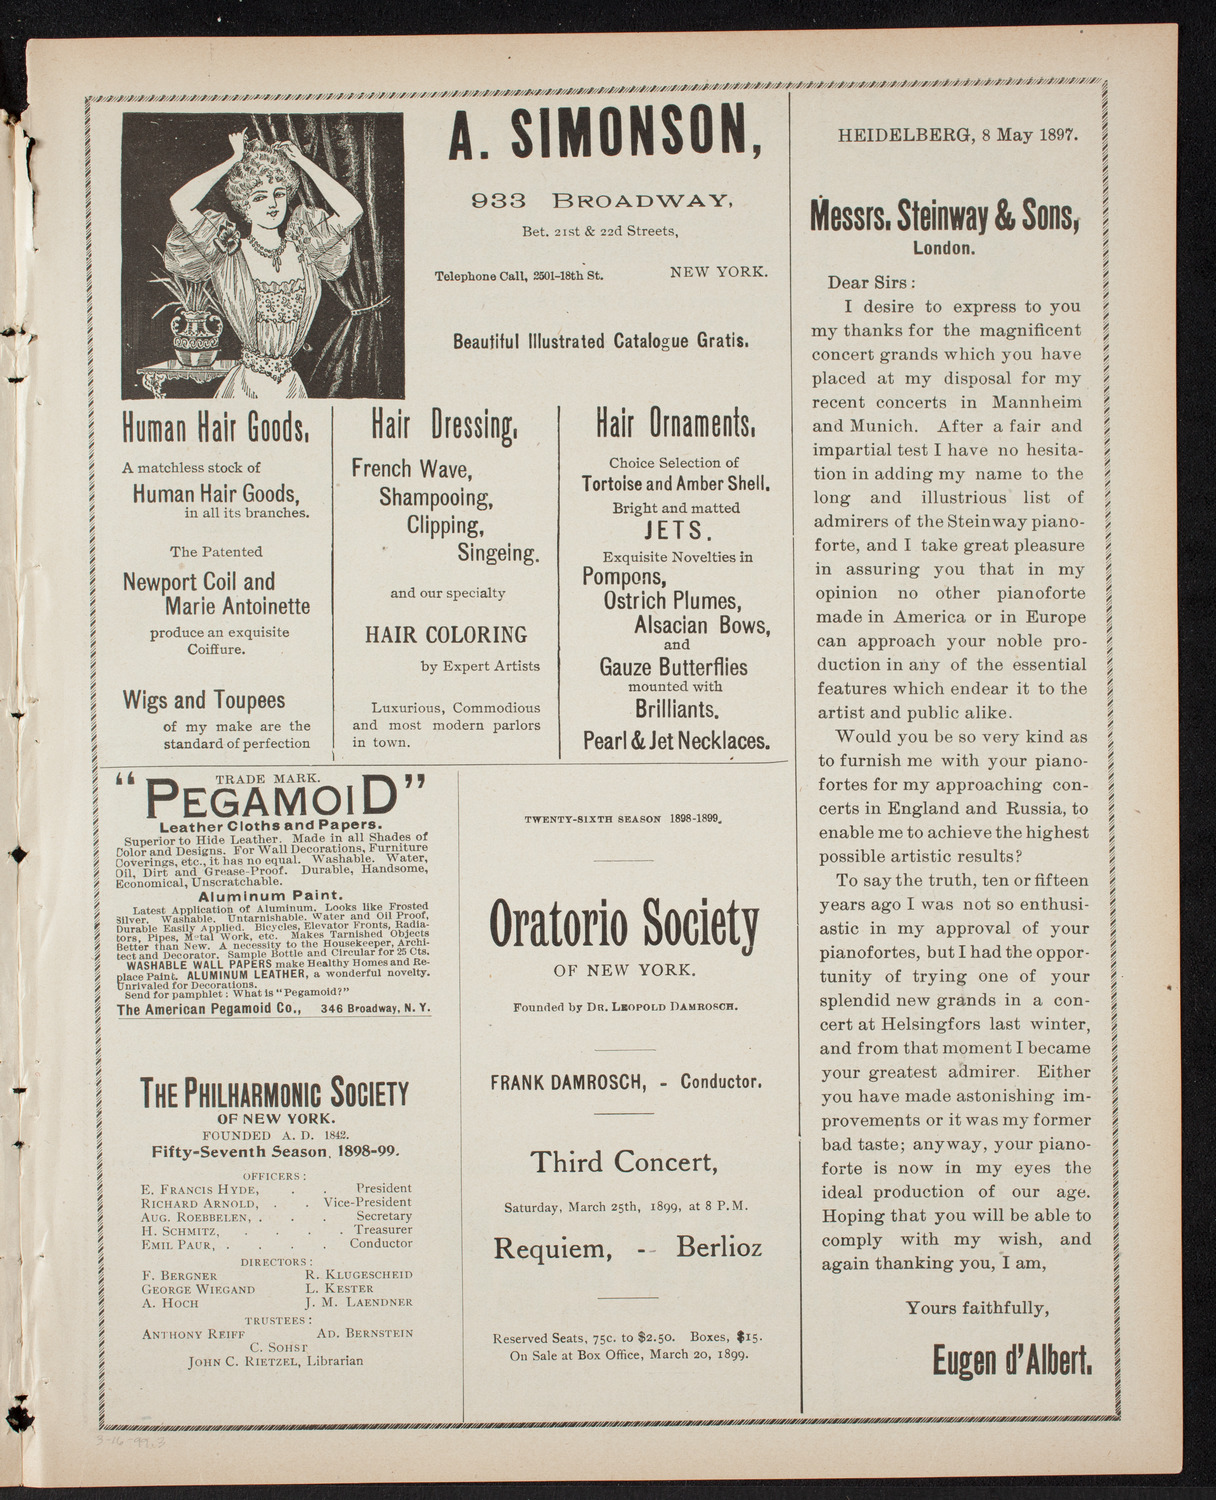 A. SIMONSON,
933 BROADWAY,
Bet. 21st & 22d Streets,
Telephone Call, 2501-18th St. NEW YORK.
Beautiful Illustrated Catalogue Gratis.
Human Hair Goods,
A matchless stock of
Human Hair Goods,
in all its branches.
The Patented
Newport Coil and
Marie Antoinette
produce an exquisite
Coiffure.
Wigs and Toupees
of my make are the
standard of perfection
Hair Dressing,
French Wave,
Shampooing,
Clipping,
Singeing.
and our specialty
HAIR COLORING
by Expert Artists
Luxurious, Commodious
and most modern parlors
in town.
Hair Ornaments,
Choice Selection of
Tortoise and Amber Shell,
Bright and matted
JETS.
Exquisite Novelties in
Pompons,
Ostrich Plumes,
Alsacian Bows,
and
Gauze Butterflies
mounted with
Brilliants.
Pearl & Jet Necklaces.
TRADE MARK.
"PEGAMOID"
Leather Cloths and Papers.
Superior to Hide Leather. Made in all Shades of
Color and Designs. For Wall Decorations, Furniture
Coverings, etc., it has no equal. Washable. Water,
Oil, Dirt and Grease-Proof. Durable, Handsome,
Economical, Unscratchable.
Aluminum Paint.
Latest Application of Aluminum. Looks like Frosted
Silver. Washable. Untarnishable. Water and Oil Proof,
Durable Easily Applied. Bicycles, Elevator Fronts, Radia-
tors, Pipes, Metal Work, etc. Makes Tarnished Objects
Better than New. A necessity to the Housekeeper, Archi-
tect and Decorator. Sample Bottle and Circular for 25 Cts.
WASHABLE WALL PAPERS make Healthy Homes and Re-
place Paint. ALUMINUM LEATHER, a wonderful novelty.
Unrivaled for Decorations.
Send for pamphlet: What is "Pegamoid?"
The American Pegamoid Co., 346 Broadway, N. Y.
THE PHILHARMONIC SOCIETY
OF NEW YORK.
FOUNDED A. D. 1842.
Fifty-Seventh Season, 1898-99.
OFFICERS:
E. FRANCIS HYDE, . . President
RICHARD ARNOLD, . . Vice-President
AUG. ROEBBELEN, . . . Secretary
H. SCHMITZ, . . . . Treasurer
EMIL PAUR, . . . . Conductor
DIRECTORS:
F. BERGNER R. KLUGESCHEID
GEORGE WIEGAND L. KESTER
A. HOCH J. M. LAENDNER
TRUSTEES:
ANTHONY REIFF AD. BERNSTEIN
C. SOHST
JOHN C. RIETZEL, Librarian
TWENTY-SIXTH SEASON 1898-1899.
Oratorio Society
OF NEW YORK.
Founded by DR. LEOPOLD DAMROSCH.
FRANK DAMROSCH, - Conductor.
Third Concert,
Saturday, March 25th, 1899, at 8 P.M.
Requiem, -- Berlioz
Reserved Seats, 75c. to $2.50. Boxes, $15.
On Sale at Box Office, March 20, 1899.
HEIDELBERG, 8 May 1897.
Messrs. Steinway & Sons,
London.
Dear Sirs:
I desire to express to you
my thanks for the magnificent
concert grands which you have
placed at my disposal for my
recent concerts in Mannheim
and Munich. After a fair and
impartial test I have no hesita-
tion in adding my name to the
long and illustrious list of
admirers of the Steinway piano-
forte, and I take great pleasure
in assuring you that in my
opinion no other pianoforte
made in America or in Europe
can approach your noble pro-
duction in any of the essential
features which endear it to the
artist and public alike.
Would you be so very kind as
to furnish me with your piano-
fortes for my approaching con-
certs in England and Russia, to
enable me to achieve the highest
possible artistic results?
To say the truth, ten or fifteen
years ago I was not so enthusi-
astic in my approval of your
pianofortes, but I had the oppor-
tunity of trying one of your
splendid new grands in a con-
cert at Helsingfors last winter,
and from that moment I became
your greatest admirer. Either
you have made astonishing im-
provements or it was my former
bad taste; anyway, your piano-
forte is now in my eyes the
ideal production of our age.
Hoping that you will be able to
comply with my wish, and
again thanking you, I am,
Yours faithfully,
Eugen d'Albert.
3-16-99.3